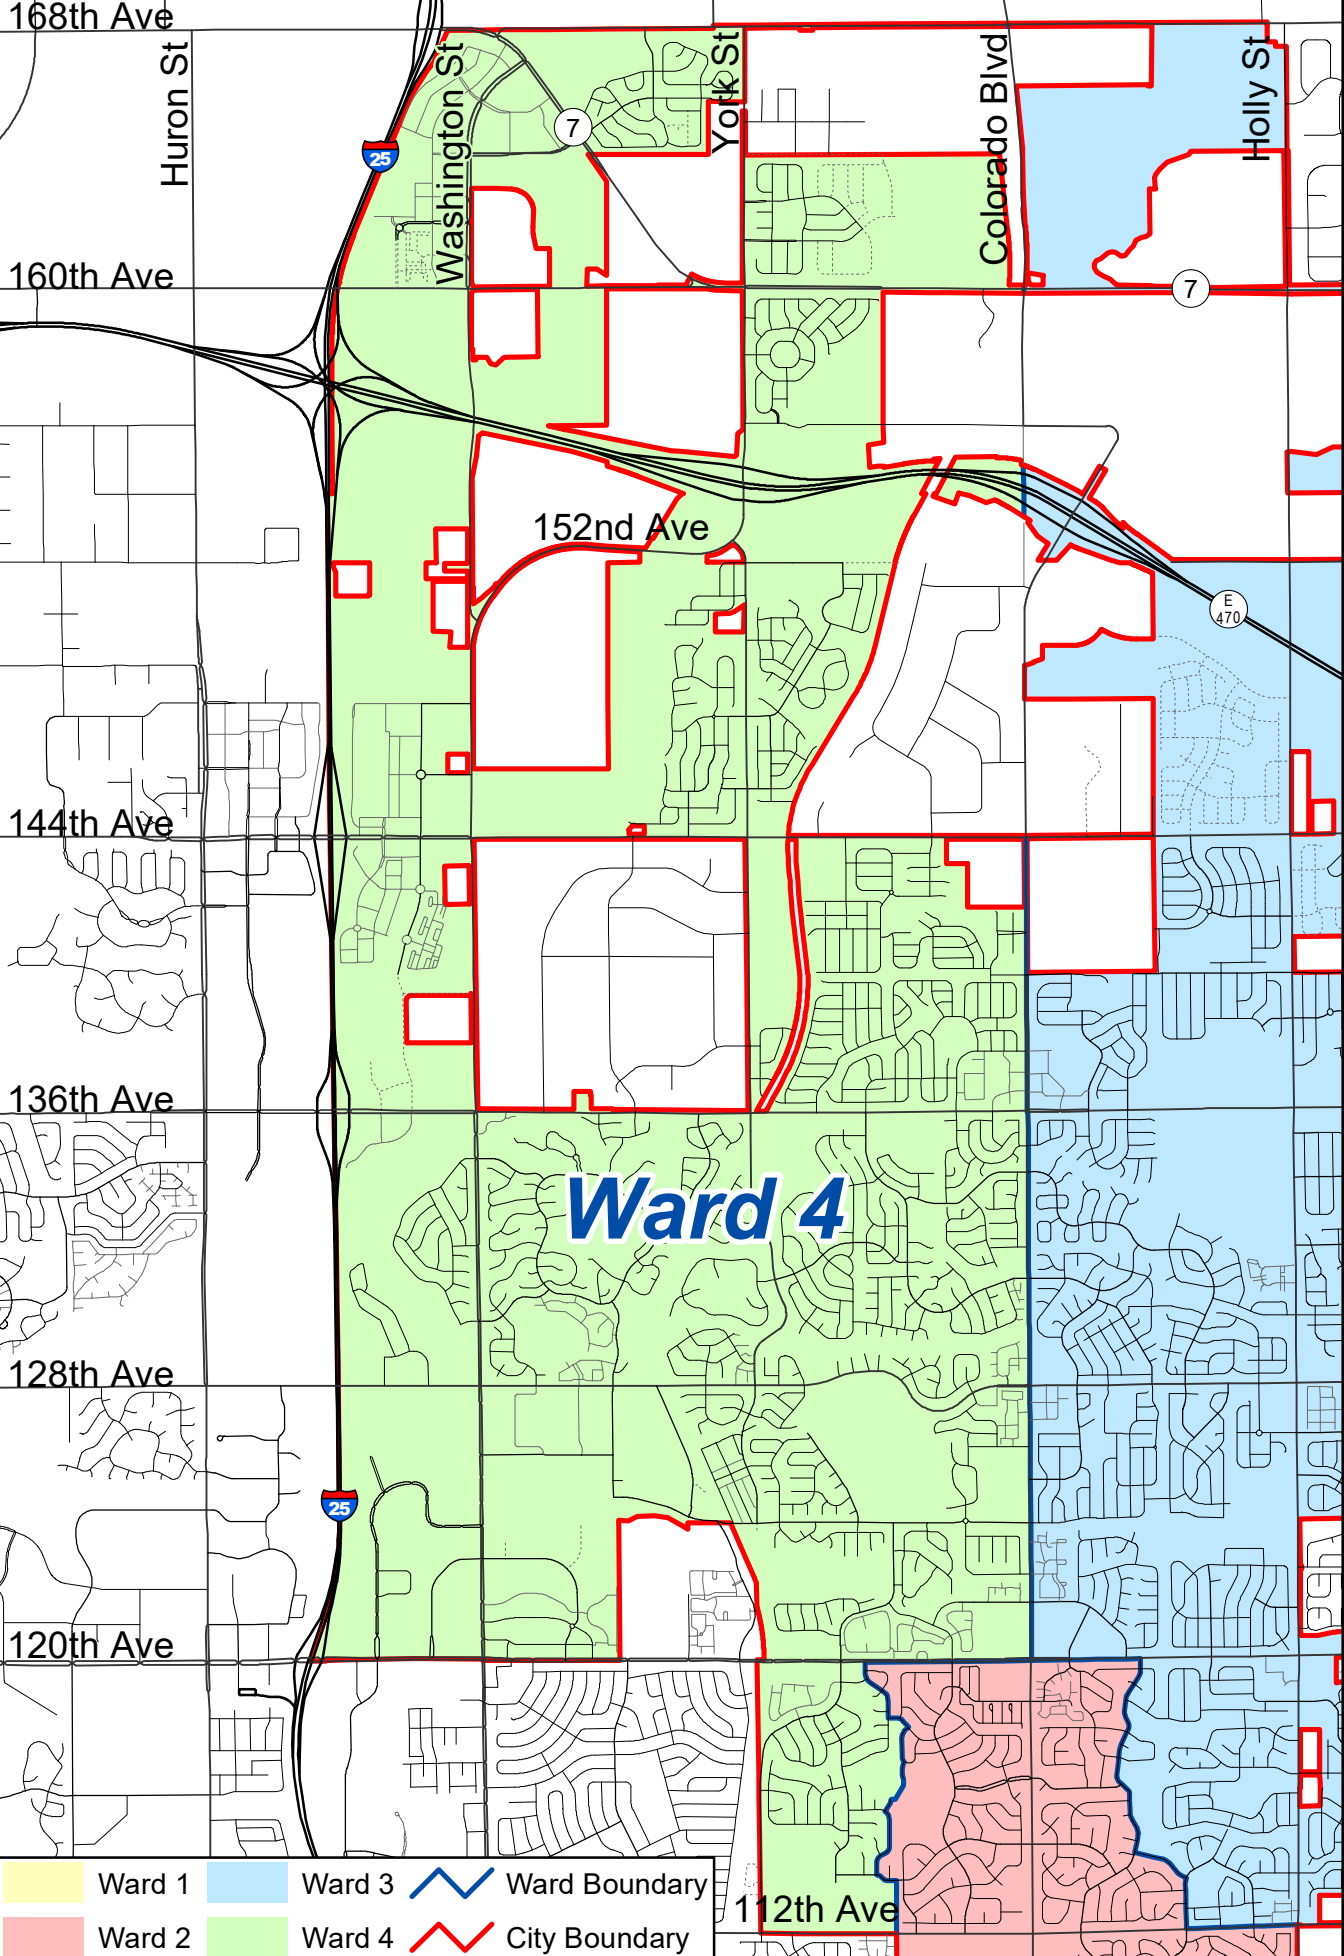 168th Ave
Huron St
Washington St
York St
Colorado Blvd
Holly St
7
25
160th Ave
7
152nd Ave
E
470
144th Ave
136th Ave
Ward 4
128th Ave
25
120th Ave
112th Ave
Ward 1
Ward 3
Ward Boundary
Ward 2
Ward 4
City Boundary